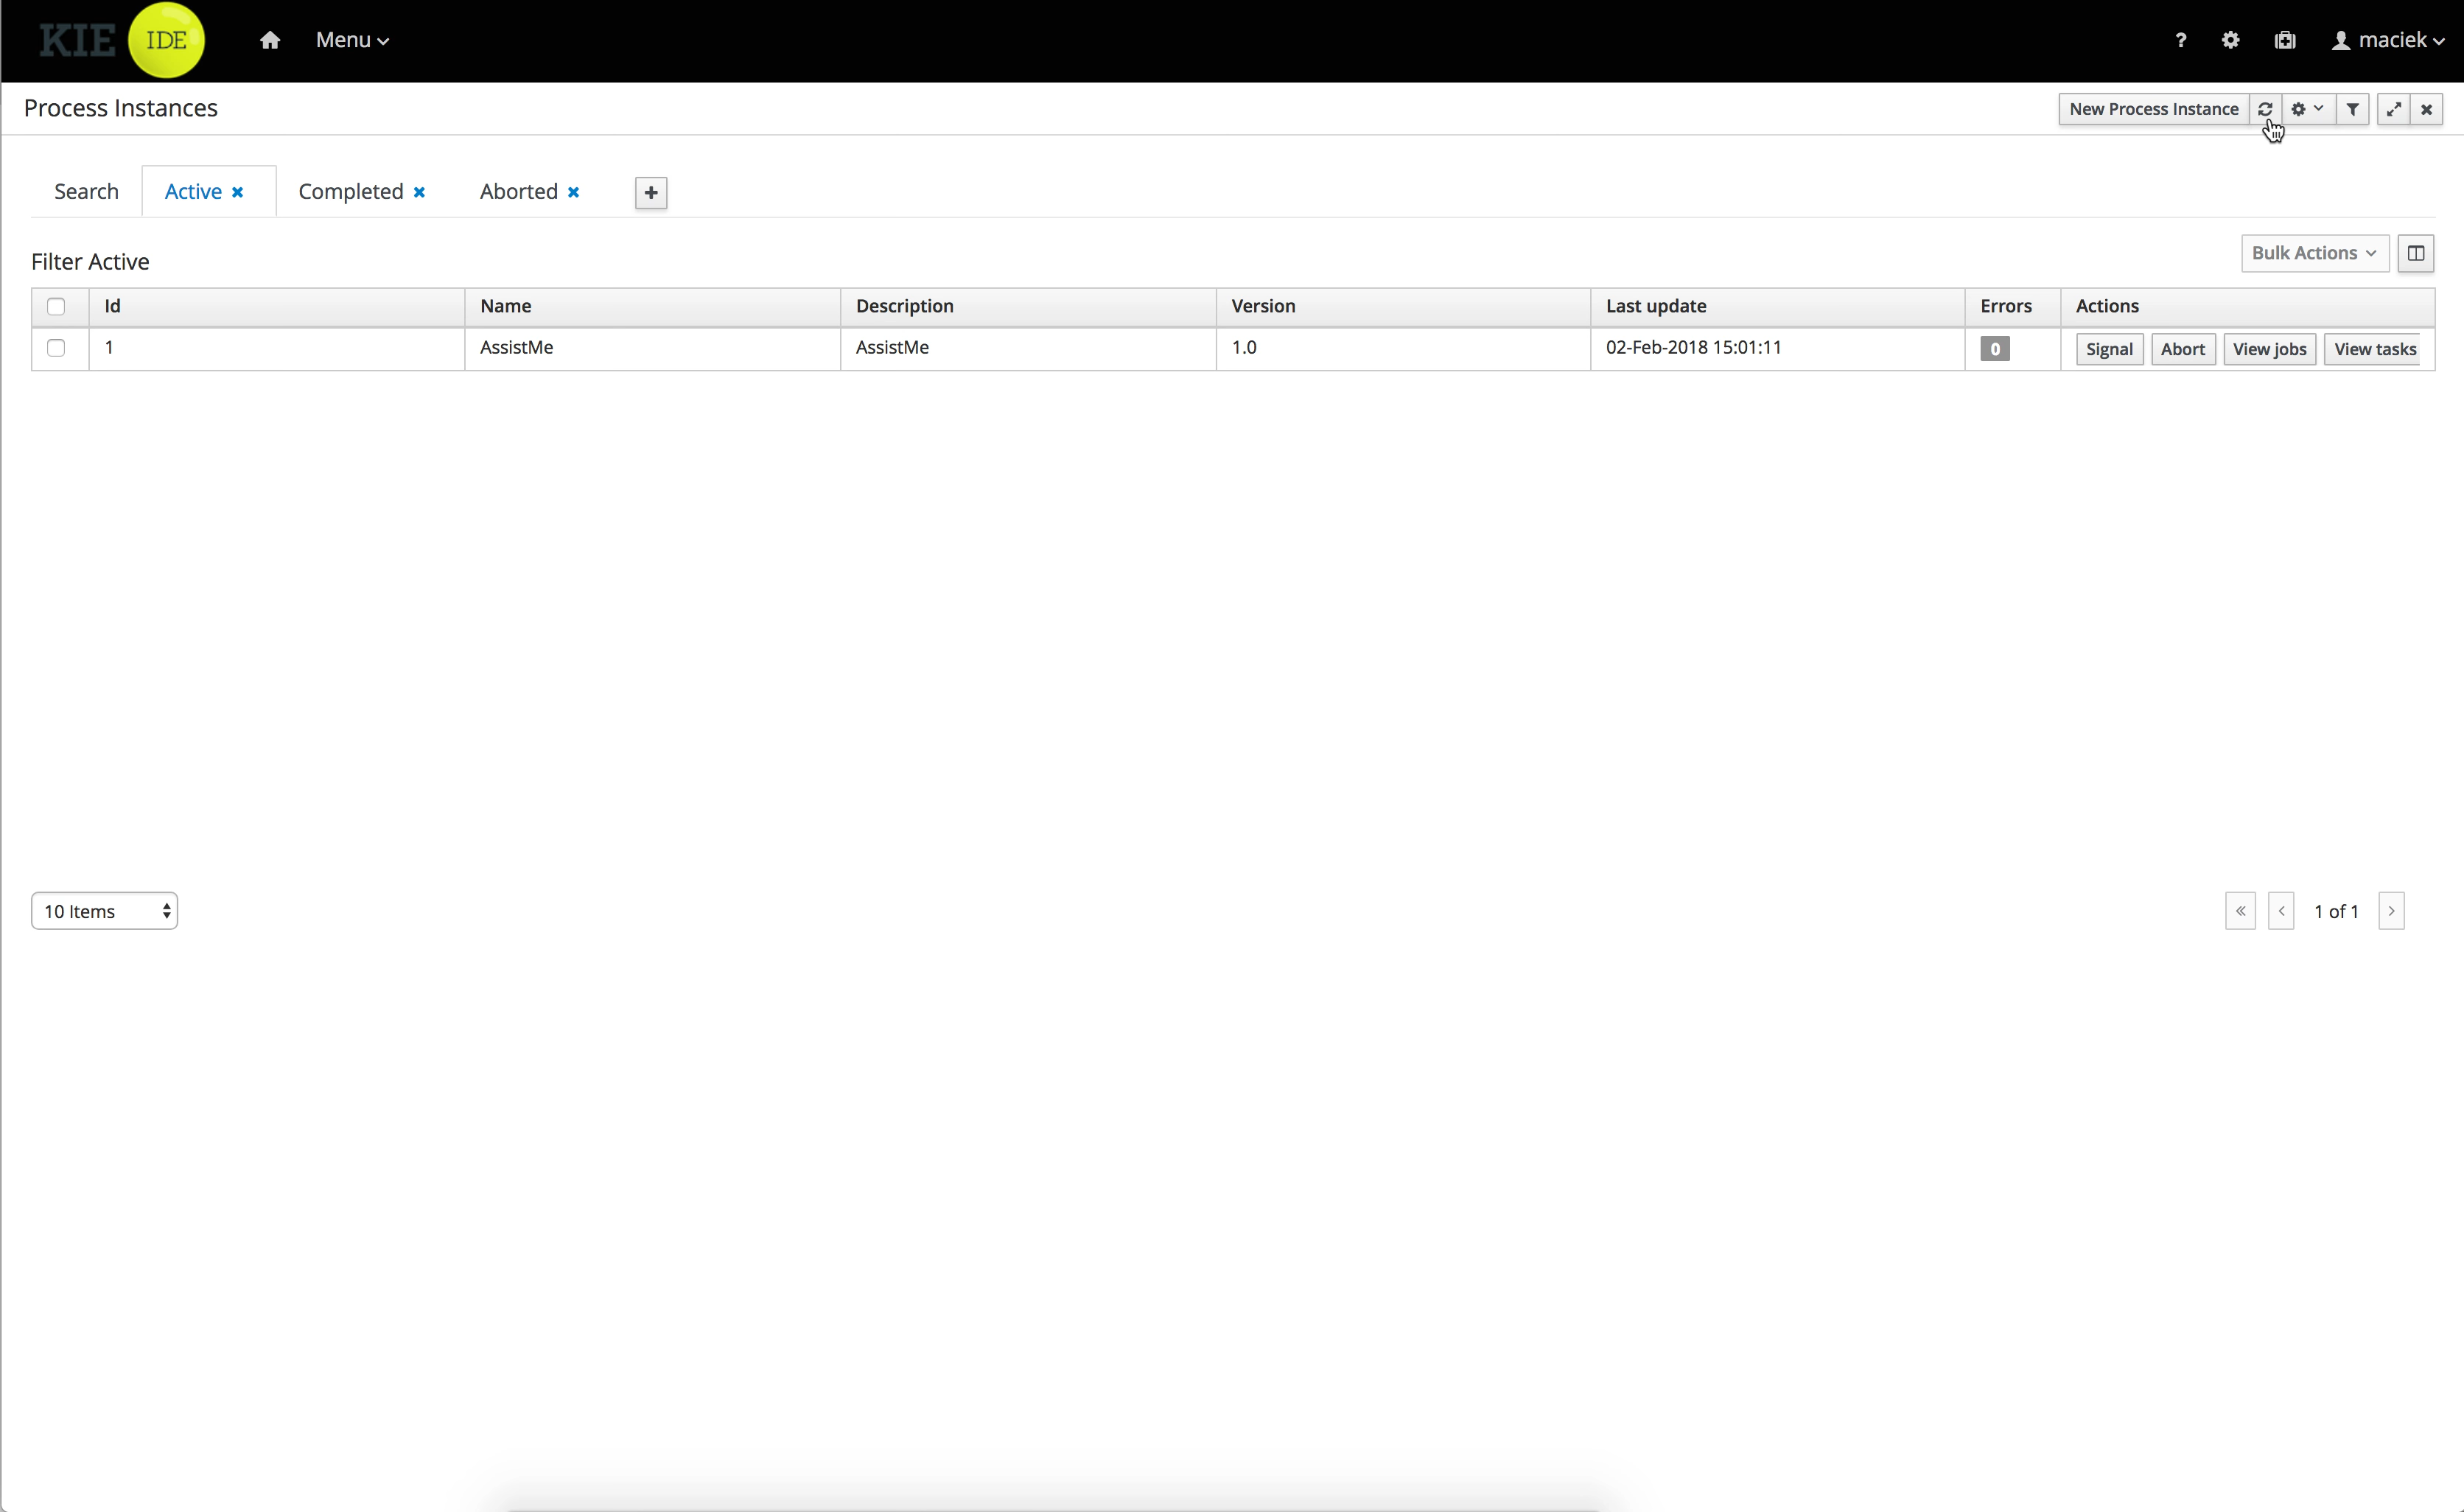 KIE IDE Menu ? maciek
Process Instances New Process Instance
Search Active Completed Aborted
Filter Active Bulk Actions
Id Name Description Version Last update Errors Actions
1 AssistMe AssistMe 1.0 02-Feb-2018 15:01:11 0 Signal Abort View jobs View tasks
10 Items « ‹ 1 of 1 ›